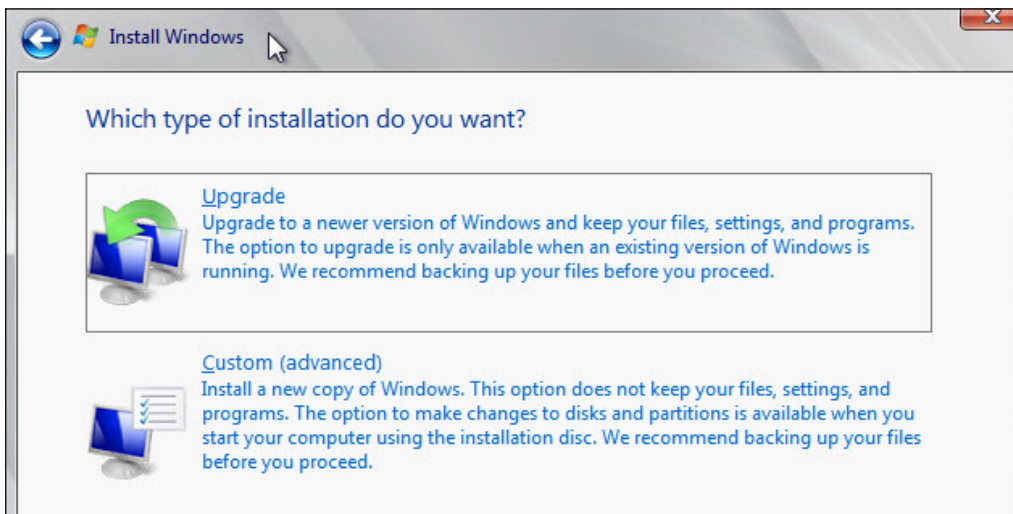 Install Windows
Which type of installation do you want?
Upgrade
Upgrade to a newer version of Windows and keep your files, settings, and programs.
The option to upgrade is only available when an existing version of Windows is
running. We recommend backing up your files before you proceed.
Custom (advanced)
Install a new copy of Windows. This option does not keep your files, settings, and
programs. The option to make changes to disks and partitions is available when you
start your computer using the installation disc. We recommend backing up your files
before you proceed.